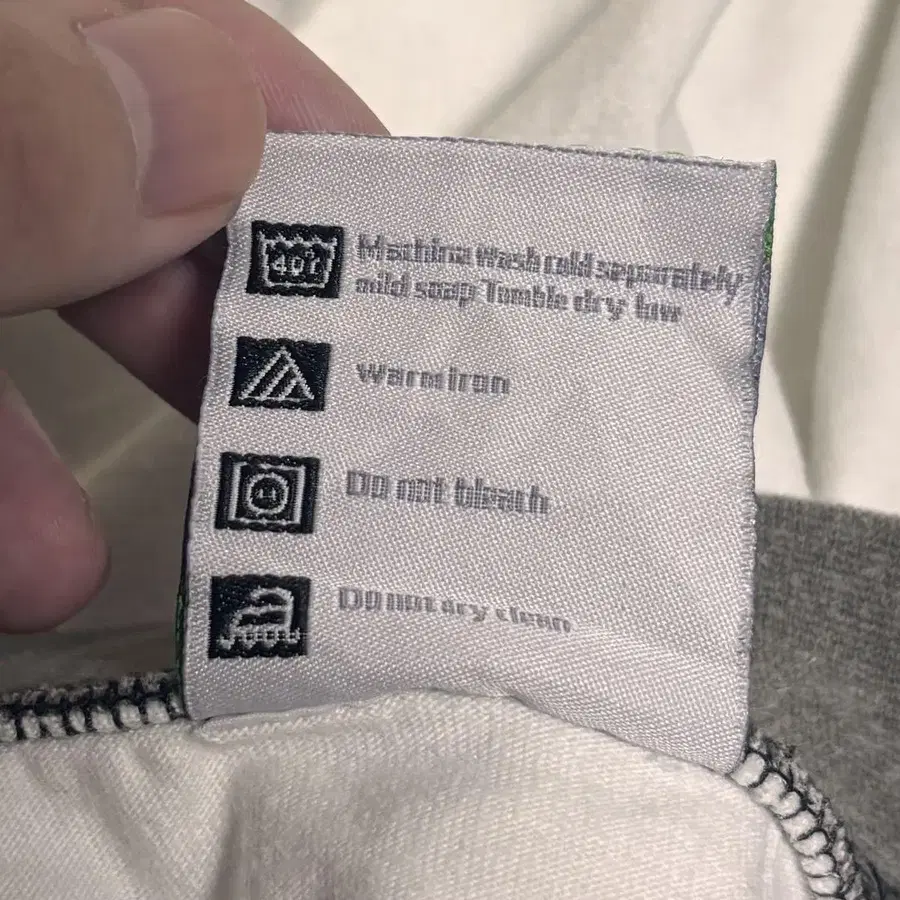 40°
Machine wash cold separately
mild soap Tumble dry low
warm iron
Do not bleach
Do not dry clean